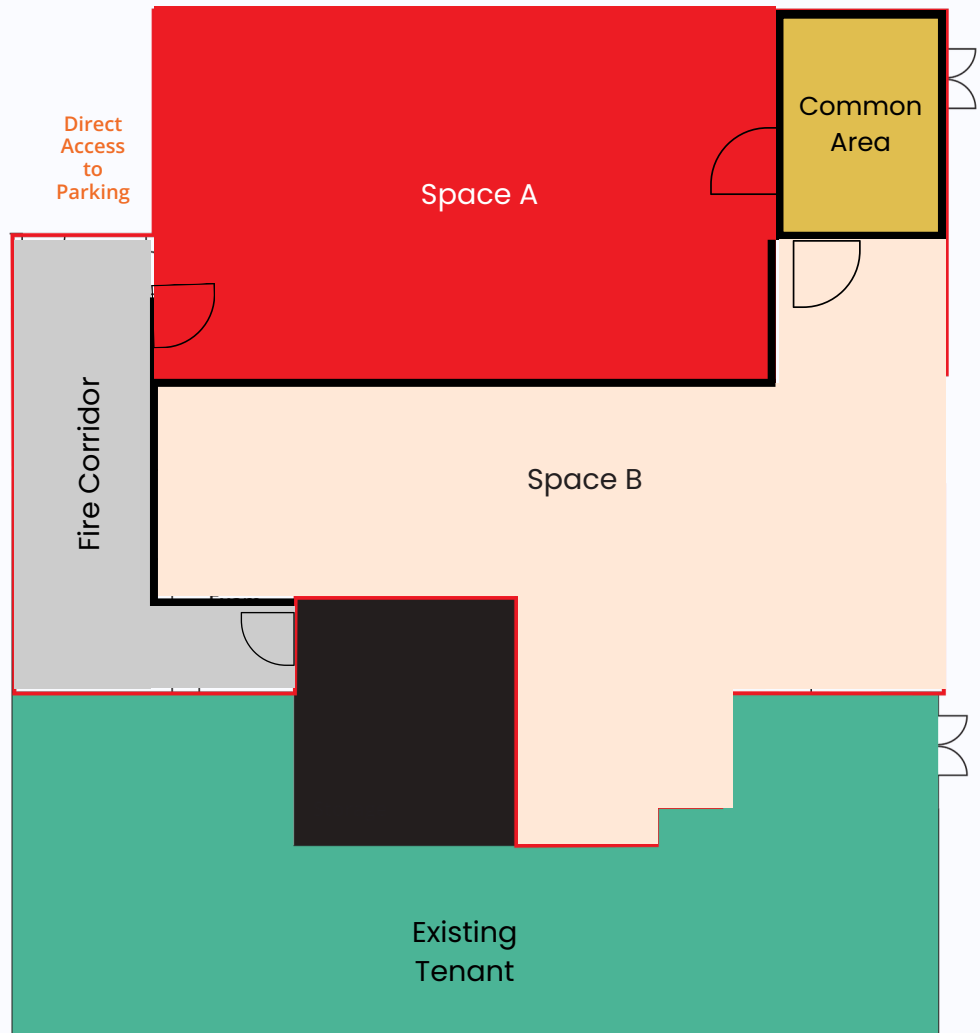 Direct
Access
to
Parking
Common
Area
Space A
Fire Corridor
Space B
Existing
Tenant